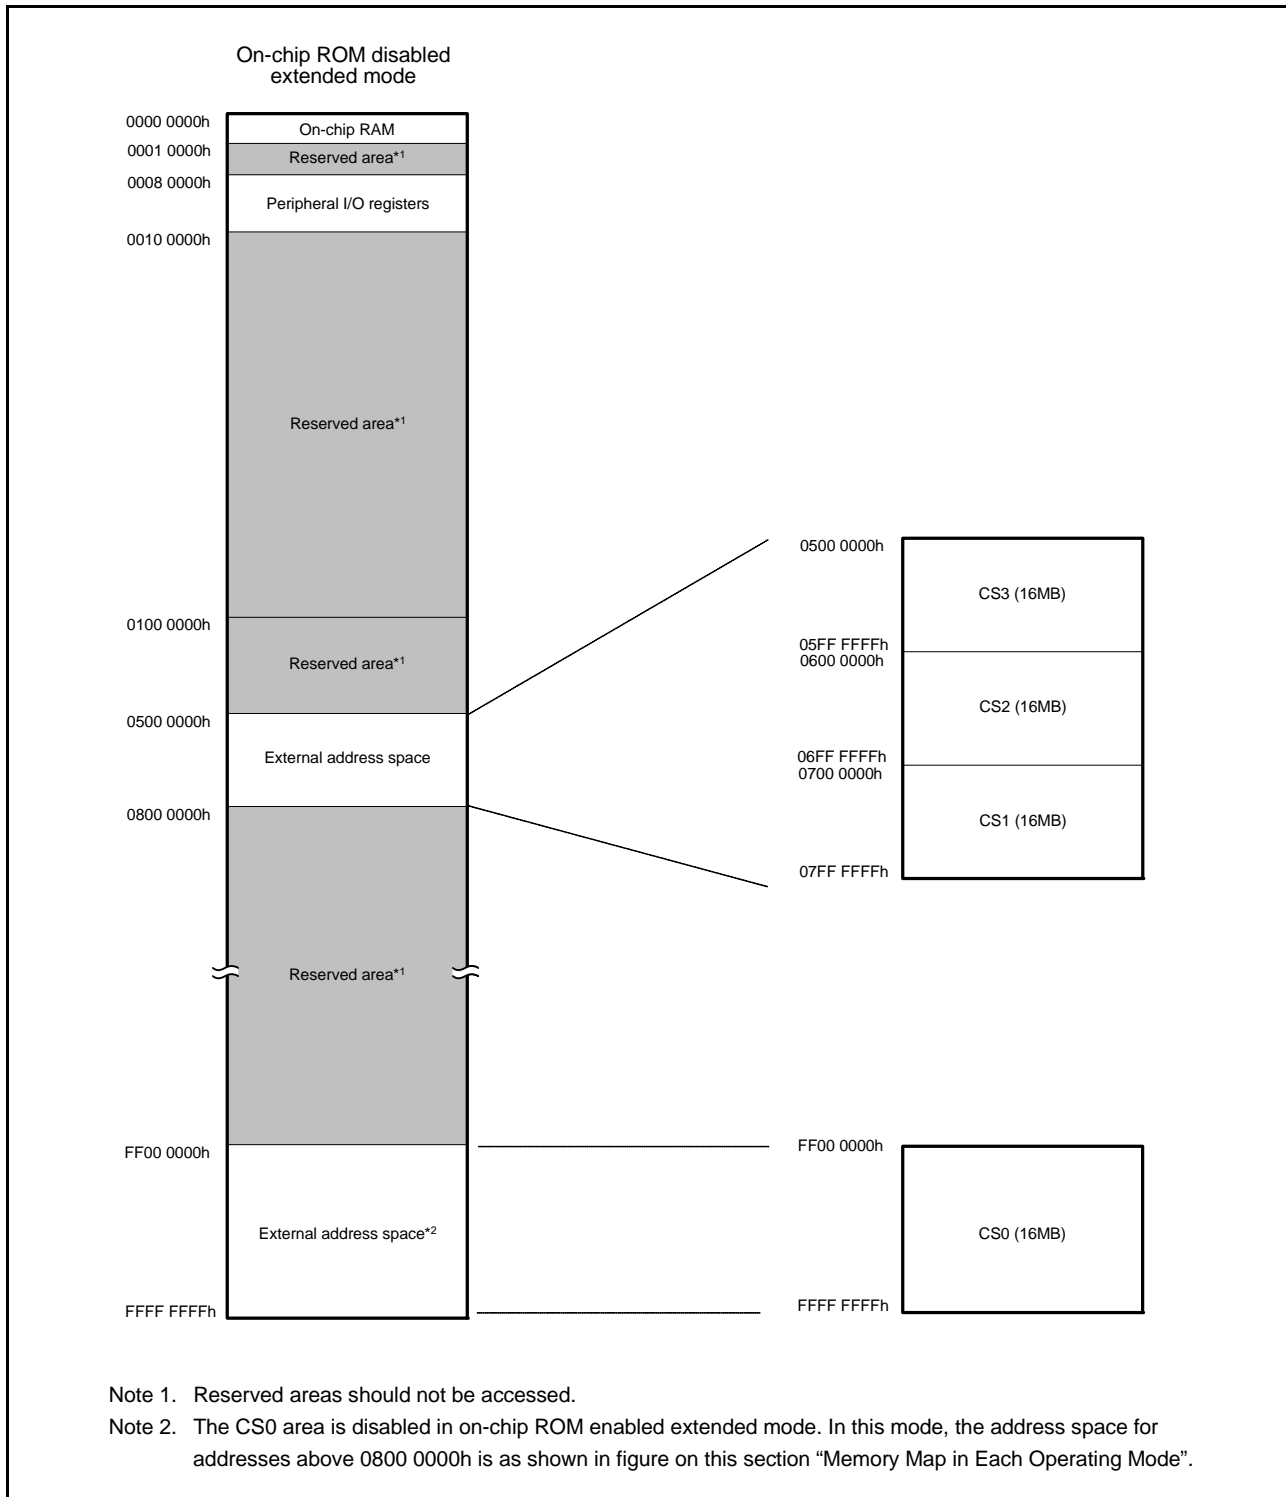 On-chip ROM disabled
extended mode
0000 0000h
On-chip RAM
0001 0000h
Reserved area*1
0008 0000h
Peripheral I/O registers
0010 0000h
Reserved area*1
0100 0000h
Reserved area*1
0500 0000h
External address space
0800 0000h
Reserved area*1
FF00 0000h
External address space*2
FFFF FFFFh
0500 0000h
CS3 (16MB)
05FF FFFFh
0600 0000h
CS2 (16MB)
06FF FFFFh
0700 0000h
CS1 (16MB)
07FF FFFFh
FF00 0000h
CS0 (16MB)
FFFF FFFFh
Note 1. Reserved areas should not be accessed.
Note 2. The CS0 area is disabled in on-chip ROM enabled extended mode. In this mode, the address space for
addresses above 0800 0000h is as shown in figure on this section “Memory Map in Each Operating Mode”.